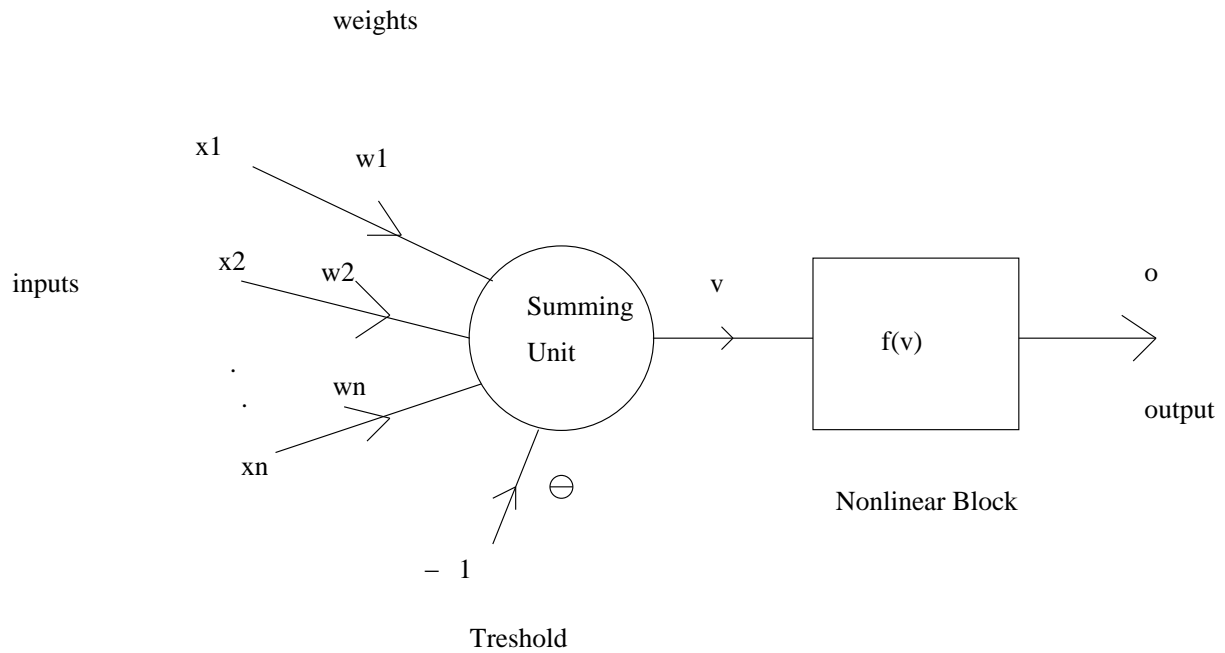 weights
x1
w1
x2
w2
inputs
Summing
Unit
v
f(v)
o
.
.
wn
xn
output
Θ
Nonlinear Block
– 1
Treshold